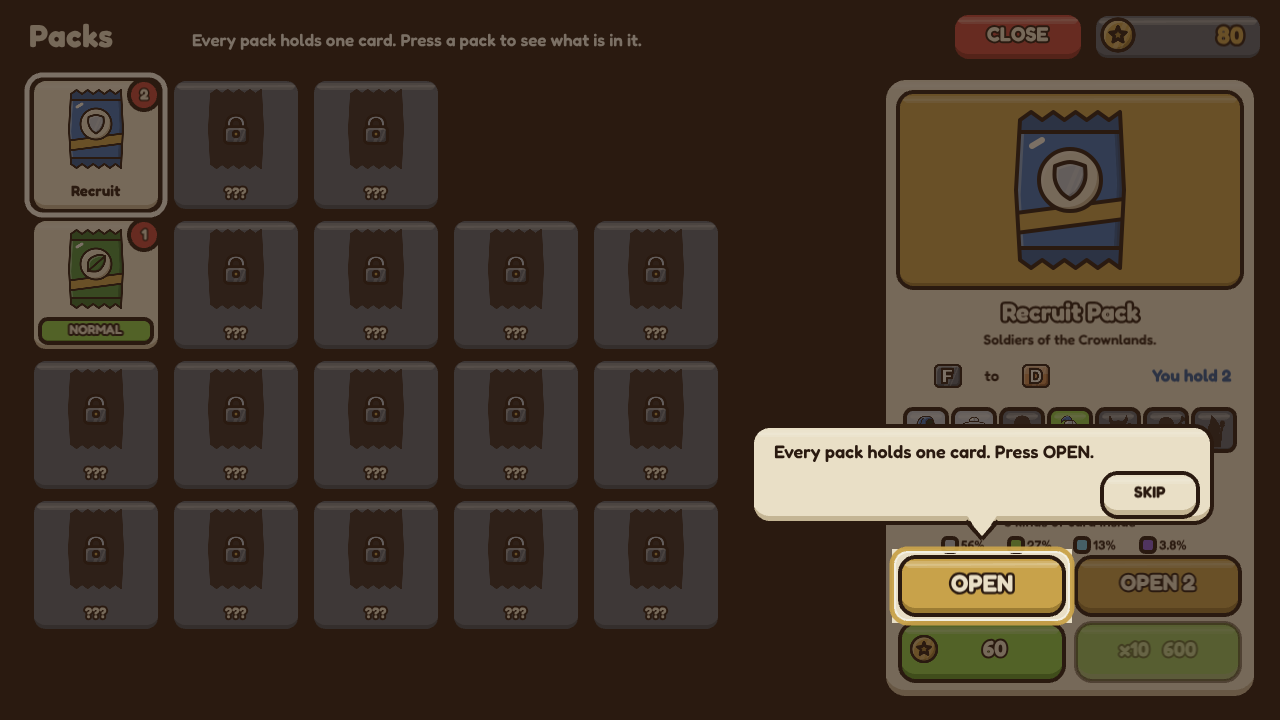 Packs
Every pack holds one card. Press a pack to see what is in it.
CLOSE
80
2
Recruit
???
???
1
NORMAL
???
???
???
???
???
???
???
???
???
???
???
???
???
???
Recruit Pack
Soldiers of the Crownlands.
F to D
You hold 2
Every pack holds one card. Press OPEN.
SKIP
56%
27%
13%
3.8%
OPEN
OPEN 2
60
x10 600